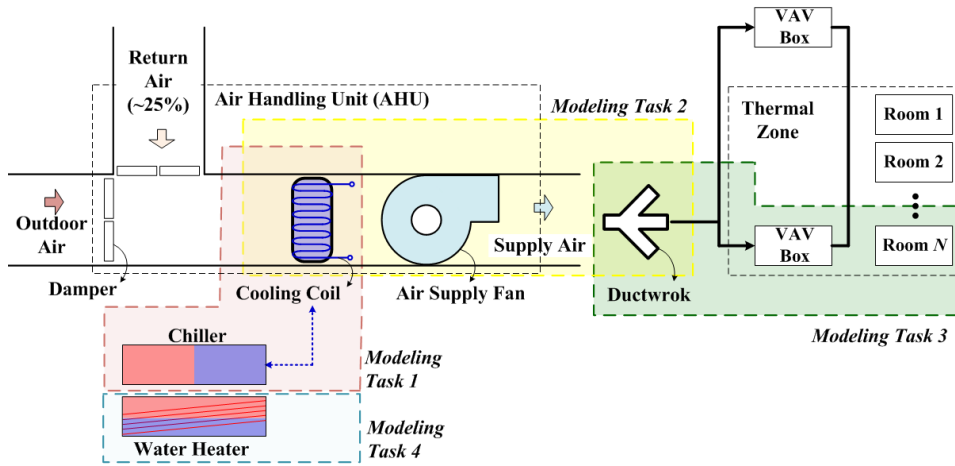 Return
Air
(~25%)
Air Handling Unit (AHU)
Modeling Task 2
VAV
Box
Thermal
Zone
Room 1
Room 2
Room N
Outdoor
Air
Supply Air
VAV
Box
Damper
Cooling Coil
Air Supply Fan
Ductwrok
Modeling Task 3
Chiller
Modeling
Task 1
Water Heater
Modeling
Task 4